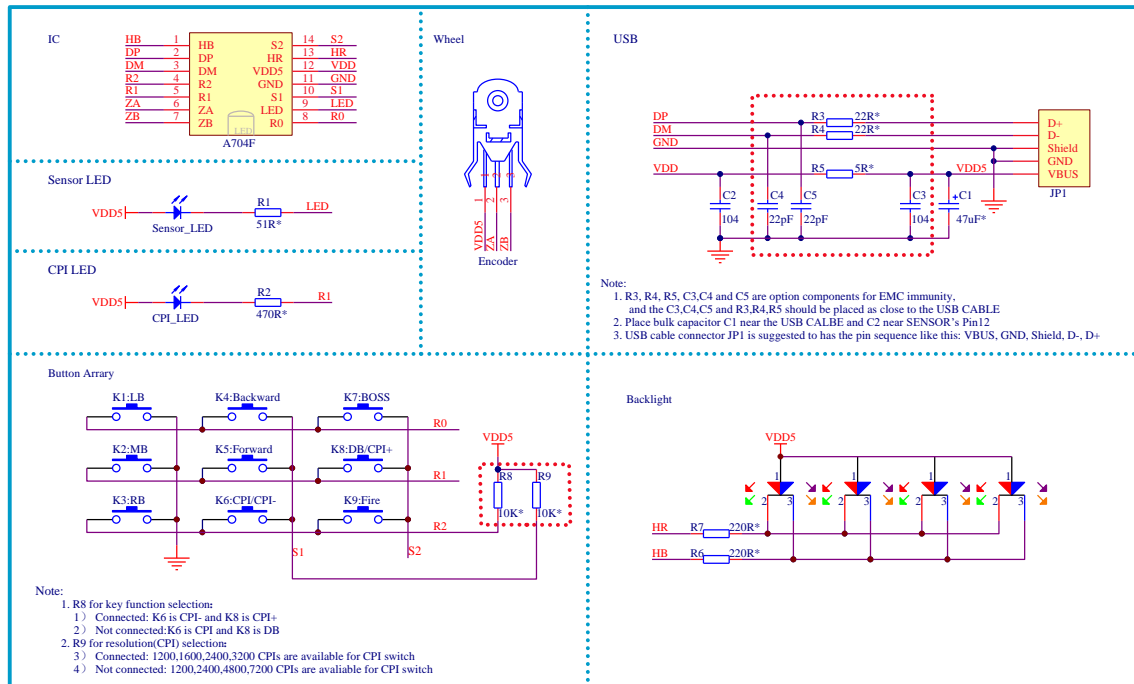 IC
HB 1 HB S2 14 S2
DP 2 DP HR 13 HR
DM 3 DM VDD5 12 VDD
R2 4 R2 GND 11 GND
R1 5 R1 S1 10 S1
ZA 6 ZA LED 9 LED
ZB 7 ZB R0 8 R0
LED
A704F
Sensor LED
VDD5
Sensor_LED
R1
51R*
LED
CPI LED
VDD5
CPI_LED
R2
470R*
R1
Wheel
1 2 3
1 2 3
VDD5 ZA ZB
Encoder
USB
DP R3 22R* D+
DM R4 22R* D-
GND Shield
GND
VDD R5 5R* VDD5 VBUS
JP1
C2 C4 C5 C3 + C1
104 22pF 22pF 104 47uF*
Note:
1. R3, R4, R5, C3,C4 and C5 are option components for EMC immunity,
and the C3,C4,C5 and R3,R4,R5 should be placed as close to the USB CABLE
2. Place bulk capacitor C1 near the USB CALBE and C2 near SENSOR's Pin12
3. USB cable connector JP1 is suggested to has the pin sequence like this: VBUS, GND, Shield, D-, D+
Button Arrary
K1:LB K4:Backward K7:BOSS
R0
K2:MB K5:Forward K8:DB/CPI+
R1
K3:RB K6:CPI/CPI- K9:Fire
R2
S1 S2
VDD5
R8 R9
10K* 10K*
Note:
1. R8 for key function selection:
1） Connected: K6 is CPI- and K8 is CPI+
2） Not connected:K6 is CPI and K8 is DB
2. R9 for resolution(CPI) selection:
3） Connected: 1200,1600,2400,3200 CPIs are available for CPI switch
4） Not connected: 1200,2400,4800,7200 CPIs are avaliable for CPI switch
Backlight
VDD5
1 1 1 1
2 3 2 3 2 3 2 3
HR R7 220R*
HB R6 220R*